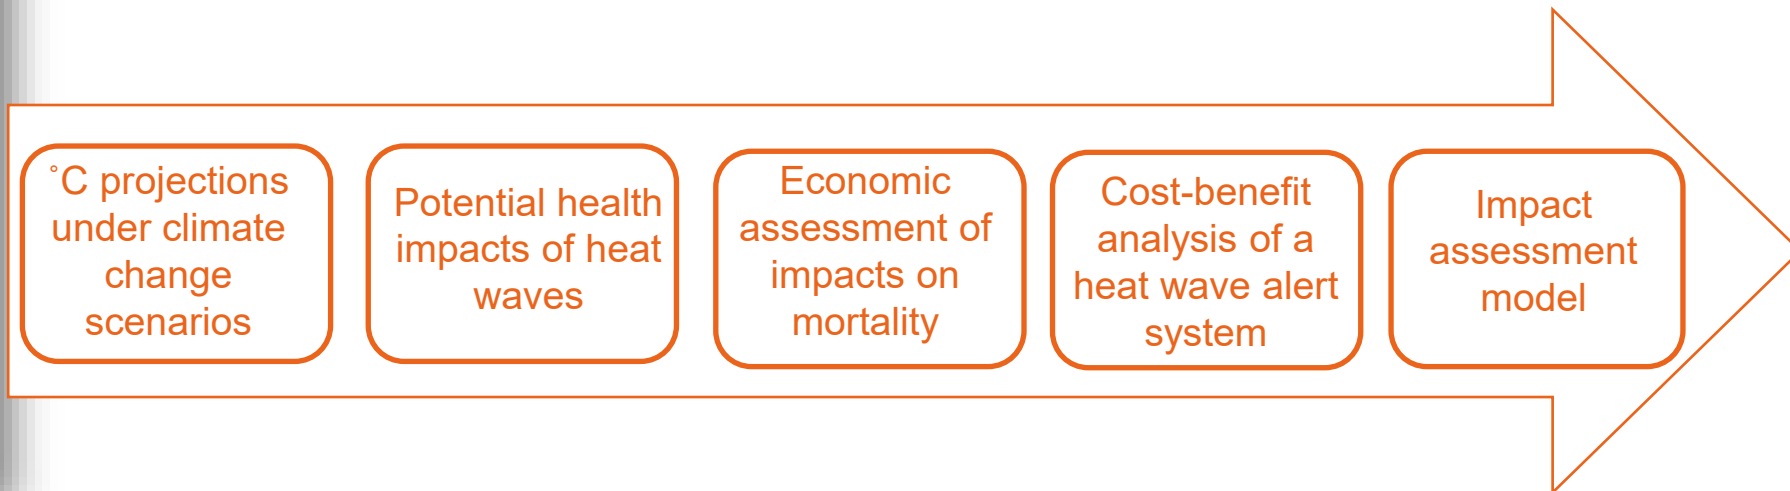 °C projections
under climate
change
scenarios
Potential health
impacts of heat
waves
Economic
assessment of
impacts on
mortality
Cost-benefit
analysis of a
heat wave alert
system
Impact
assessment
model